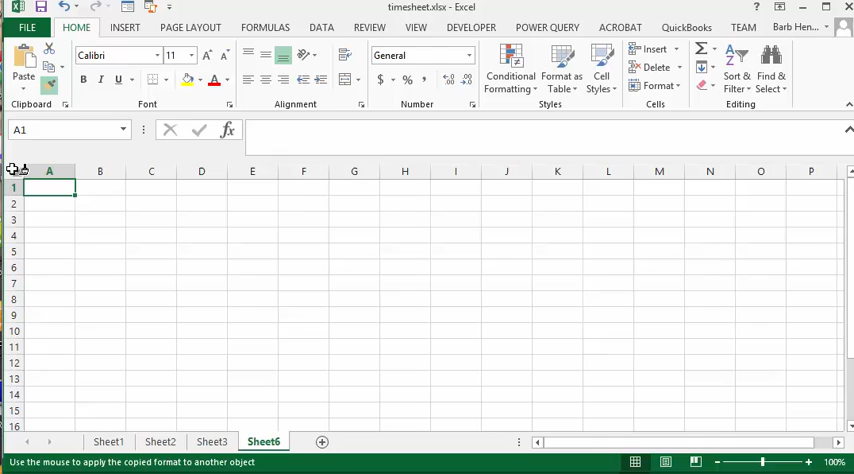 timesheet.xlsx - Excel
FILE HOME INSERT PAGE LAYOUT FORMULAS DATA REVIEW VIEW DEVELOPER POWER QUERY ACROBAT QuickBooks TEAM Barb Hen...
Paste
Calibri 11 A A
B I U A
General
$ % , .0 .00
Conditional Formatting
Format as Table
Cell Styles
Insert
Delete
Format
Σ
Sort & Filter
Find & Select
Clipboard Font Alignment Number Styles Cells Editing
A1 fx
A B C D E F G H I J K L M N O P
1
2
3
4
5
6
7
8
9
10
11
12
13
14
15
16
Sheet1 Sheet2 Sheet3 Sheet6
Use the mouse to apply the copied format to another object 100%